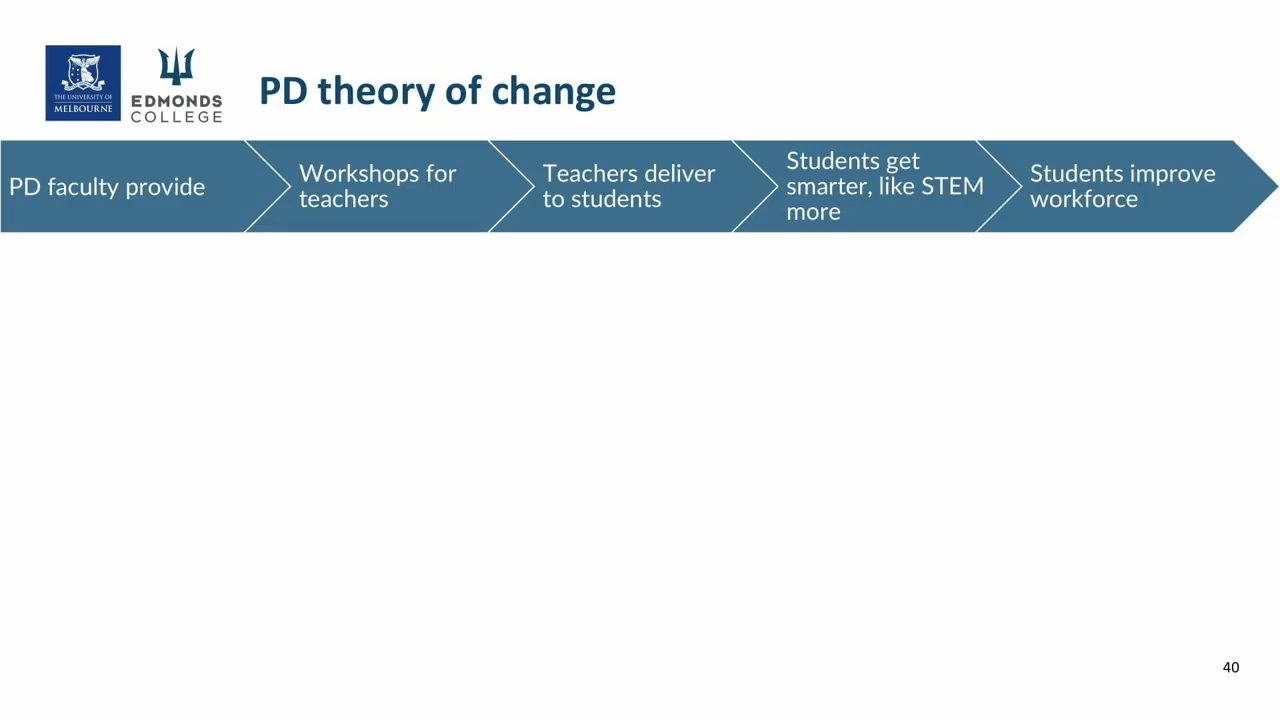 THE UNIVERSITY OF
MELBOURNE
EDMONDS
COLLEGE
PD theory of change
PD faculty provide
Workshops for
teachers
Teachers deliver
to students
Students get
smarter, like STEM
more
Students improve
workforce
40